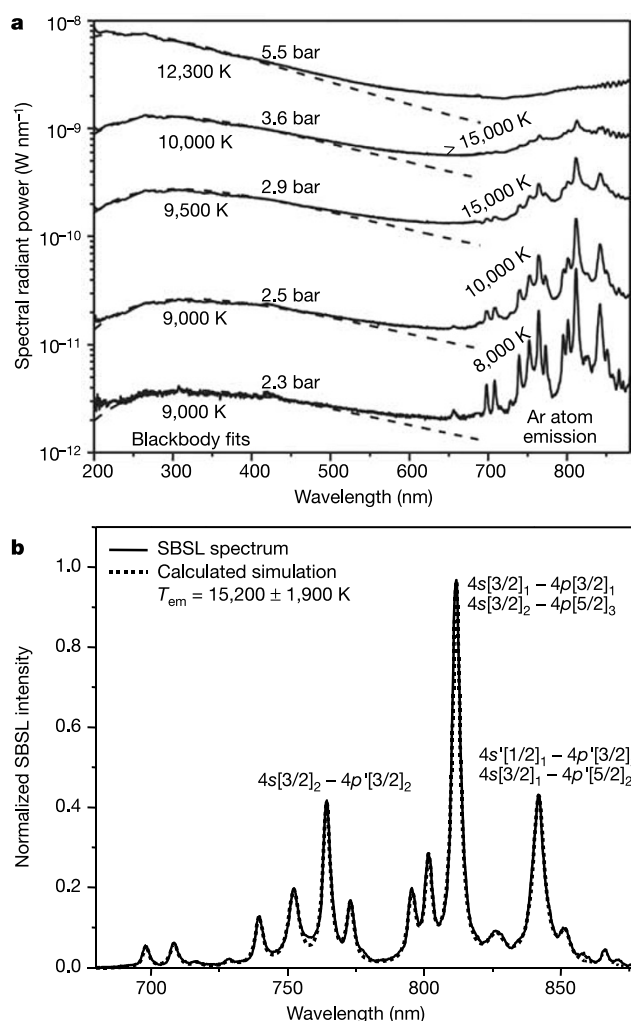 a
10⁻⁸
10⁻⁹
10⁻¹⁰
10⁻¹¹
10⁻¹²
Spectral radiant power (W nm⁻¹)
5.5 bar
12,300 K
3.6 bar
10,000 K
> 15,000 K
2.9 bar
9,500 K
15,000 K
2.5 bar
9,000 K
10,000 K
2.3 bar
9,000 K
8,000 K
Blackbody fits
Ar atom
emission
200 300 400 500 600 700 800
Wavelength (nm)
b
SBSL spectrum
Calculated simulation
T_em = 15,200 ± 1,900 K
4s[3/2]₁ – 4p[3/2]₁
4s[3/2]₂ – 4p[5/2]₃
4s[3/2]₂ – 4p'[3/2]₂
4s'[1/2]₁ – 4p'[3/2]
4s[3/2]₁ – 4p'[5/2]₂
1.0
0.8
0.6
0.4
0.2
0.0
Normalized SBSL intensity
700 750 800 850
Wavelength (nm)